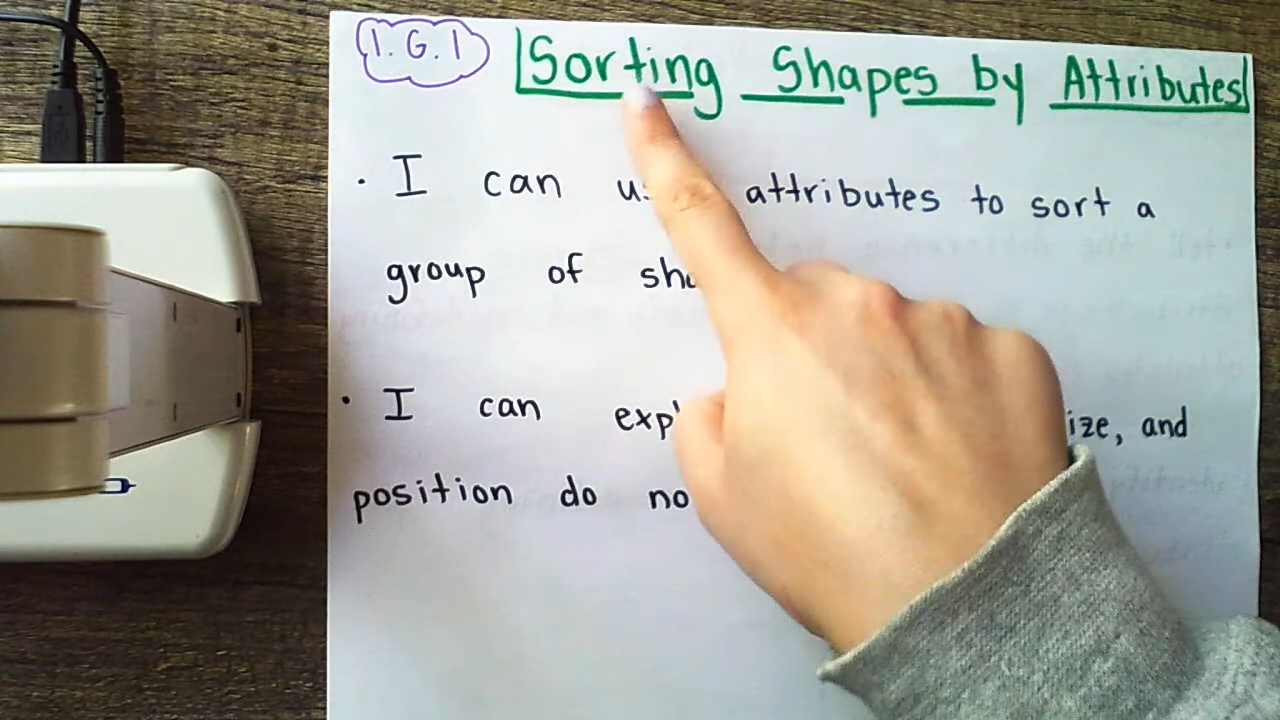 1.G.1 Sorting Shapes by Attributes
· I can attributes to sort a
group of
· I can ize, and
position do